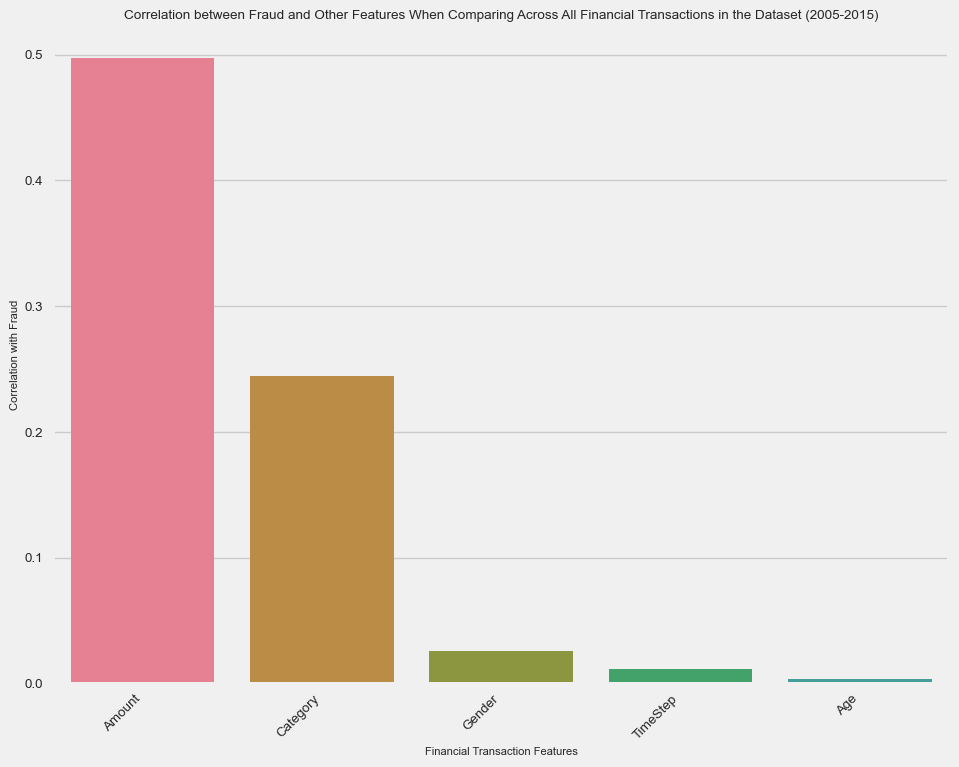 Correlation between Fraud and Other Features When Comparing Across All Financial Transactions in the Dataset (2005-2015)
0.5
0.4
0.3
0.2
0.1
0.0
Correlation with Fraud
Amount
Category
Gender
TimeStep
Age
Financial Transaction Features